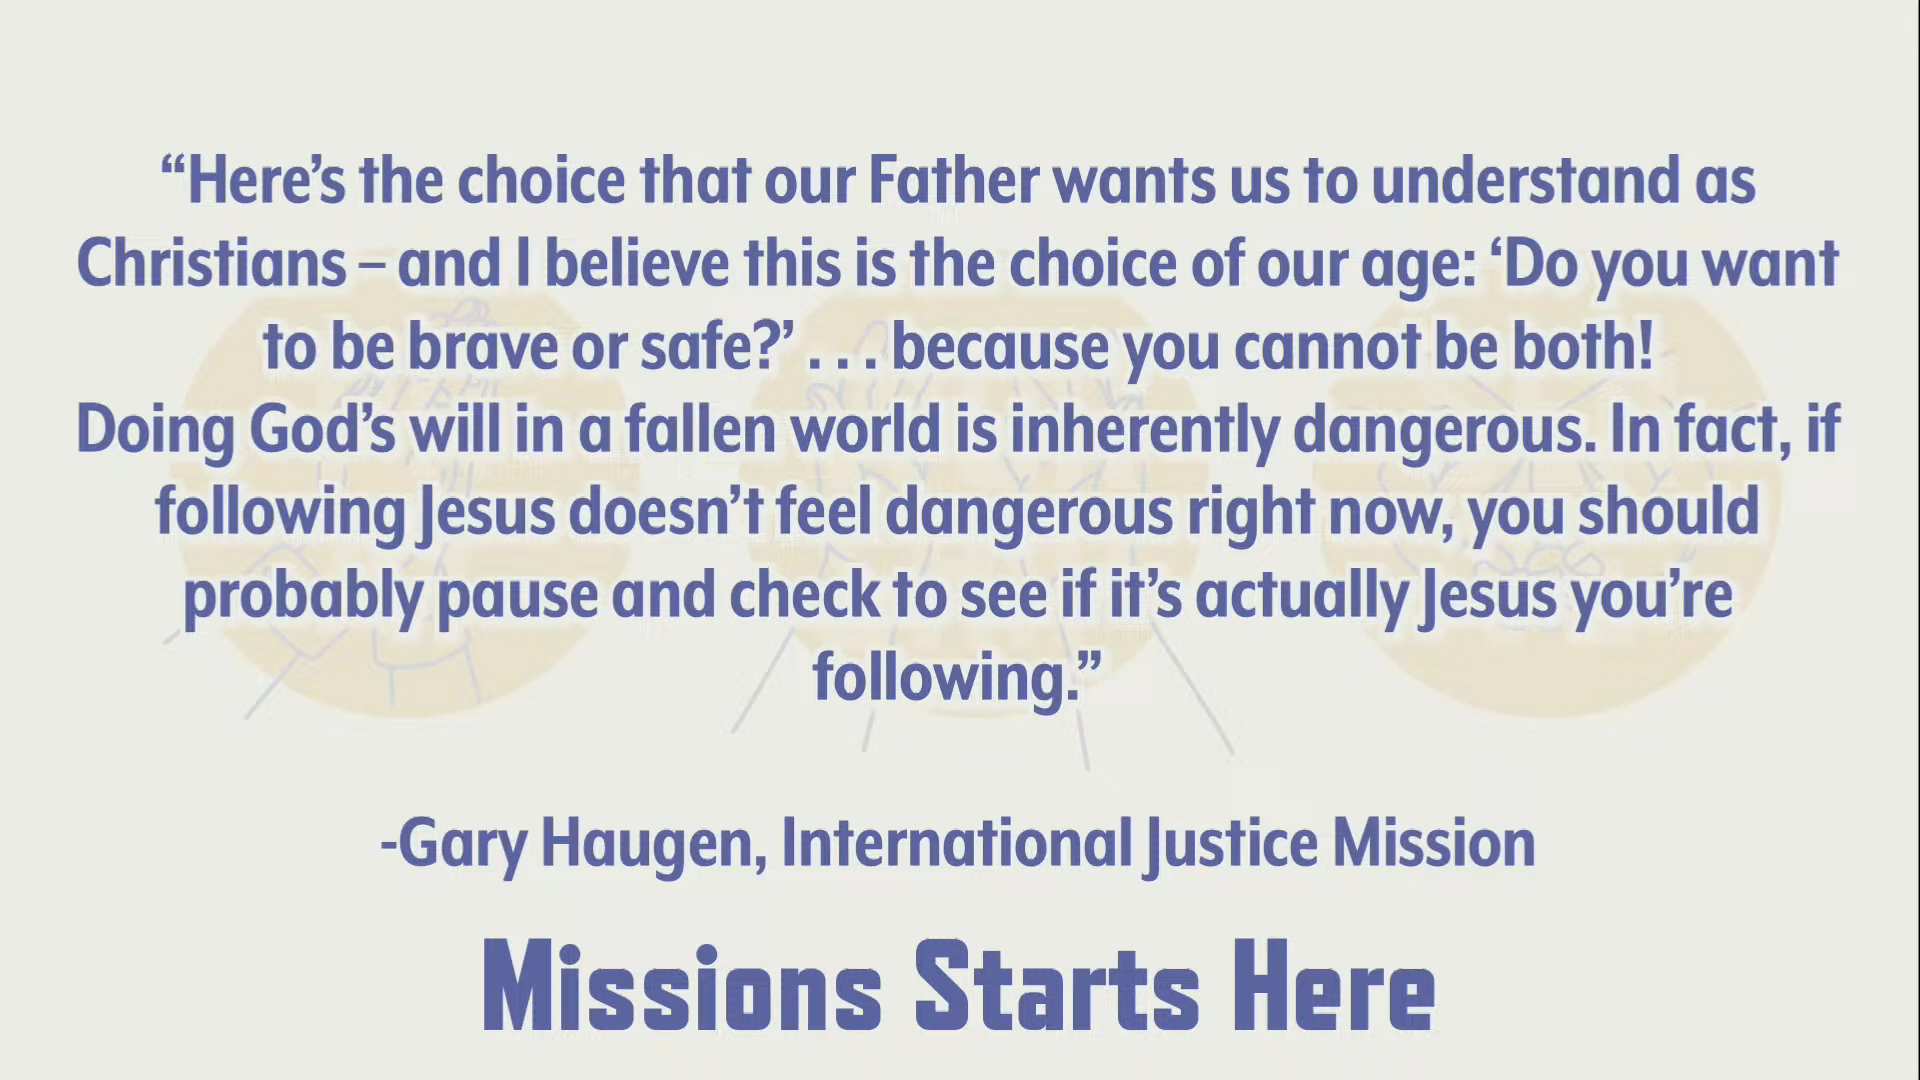 “Here’s the choice that our Father wants us to understand as
Christians – and I believe this is the choice of our age: ‘Do you want
to be brave or safe?’ . . . because you cannot be both!
Doing God’s will in a fallen world is inherently dangerous. In fact, if
following Jesus doesn’t feel dangerous right now, you should
probably pause and check to see if it’s actually Jesus you’re
following.”
-Gary Haugen, International Justice Mission
Missions Starts Here